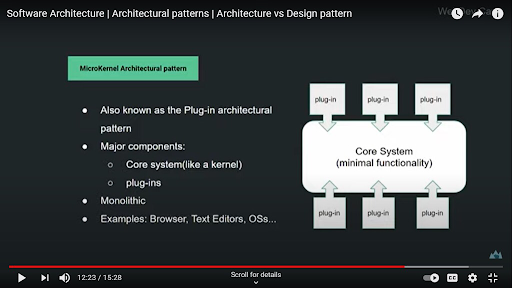 Software Architecture | Architectural patterns | Architecture vs Design pattern
MicroKernel Architectural pattern
Also known as the Plug-in architectural
pattern
Major components:
Core system(like a kernel)
plug-ins
Monolithic
Examples: Browser, Text Editors, OSs...
plug-in
plug-in
plug-in
Core System
(minimal functionality)
plug-in
plug-in
plug-in
12:23 / 15:28
Scroll for details
CC